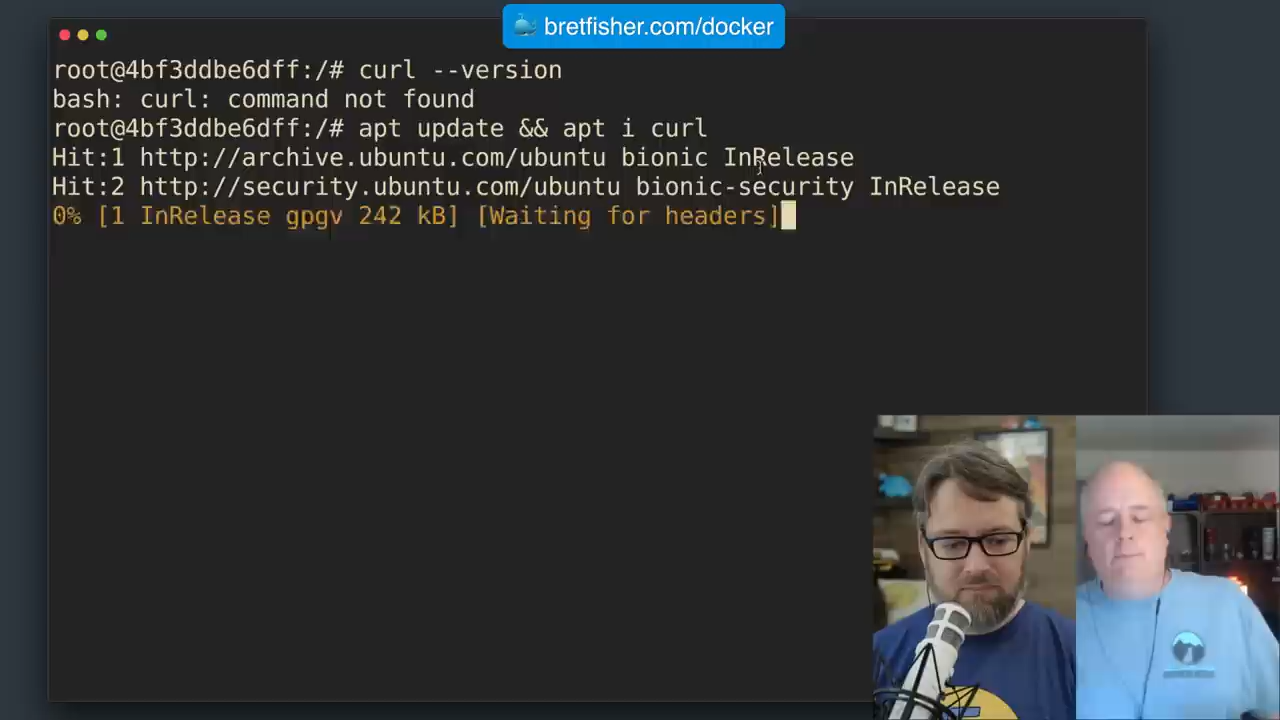 bretfisher.com/docker
root@4bf3ddbe6dff:/# curl --version
bash: curl: command not found
root@4bf3ddbe6dff:/# apt update && apt i curl
Hit:1 http://archive.ubuntu.com/ubuntu bionic InRelease
Hit:2 http://security.ubuntu.com/ubuntu bionic-security InRelease
0% [1 InRelease gpgv 242 kB] [Waiting for headers]